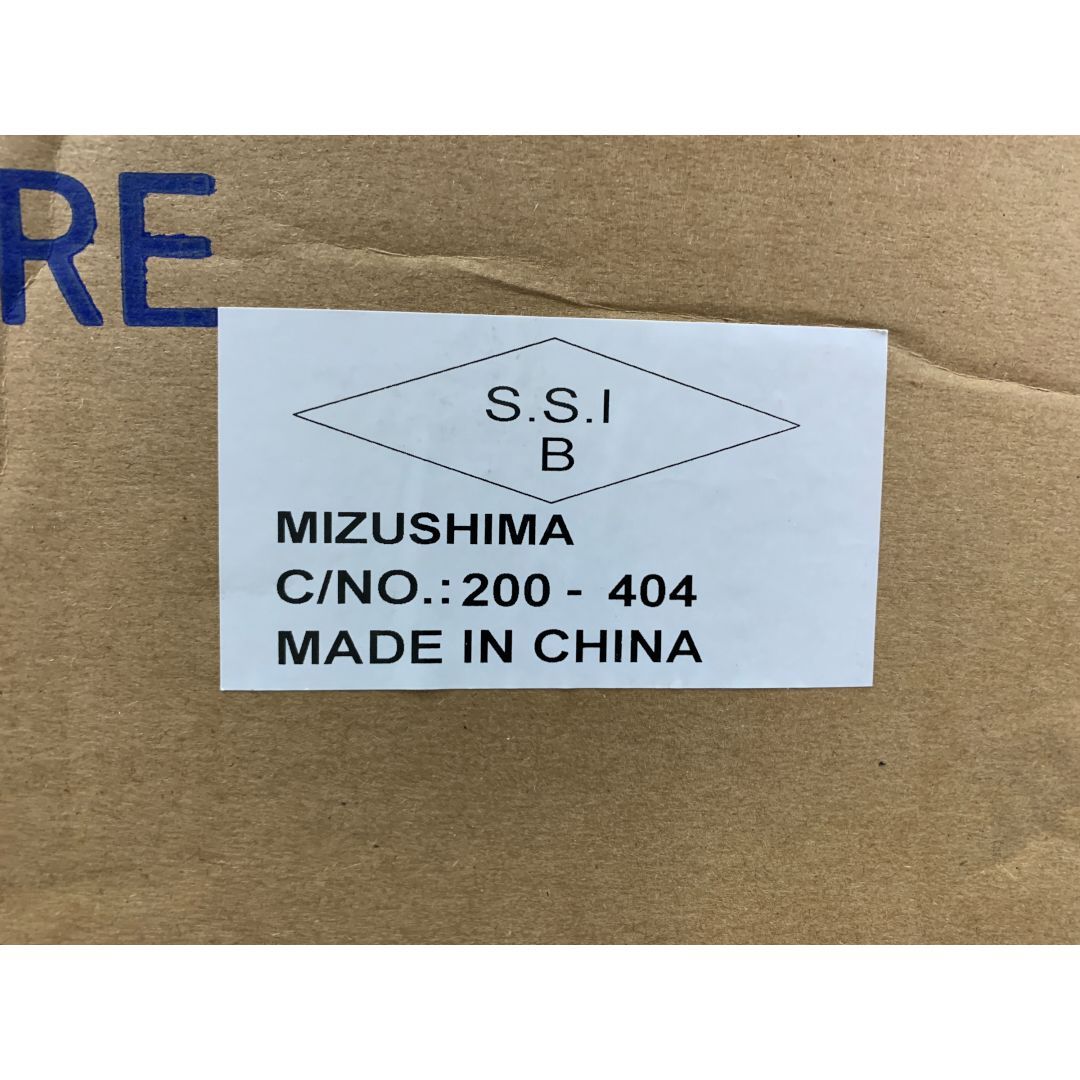 RE
S.S.I
B
MIZUSHIMA
C/NO.: 200 - 404
MADE IN CHINA